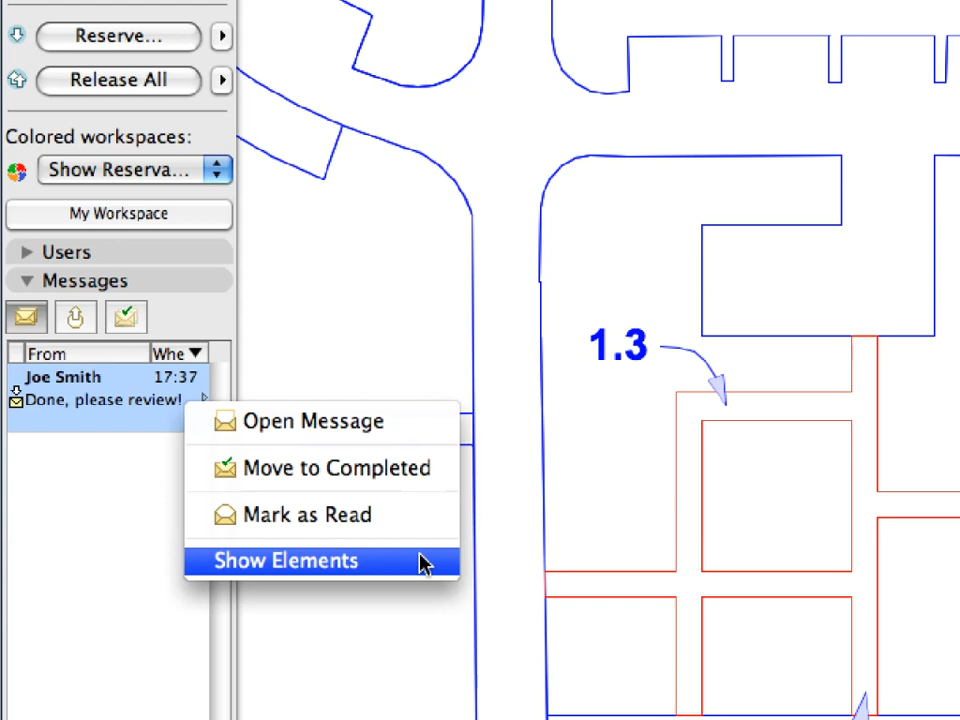 Reserve...
Release All
Colored workspaces:
Show Reserva...
My Workspace
Users
Messages
From Whe
Joe Smith 17:37
Done, please review!
Open Message
Move to Completed
Mark as Read
Show Elements
1.3